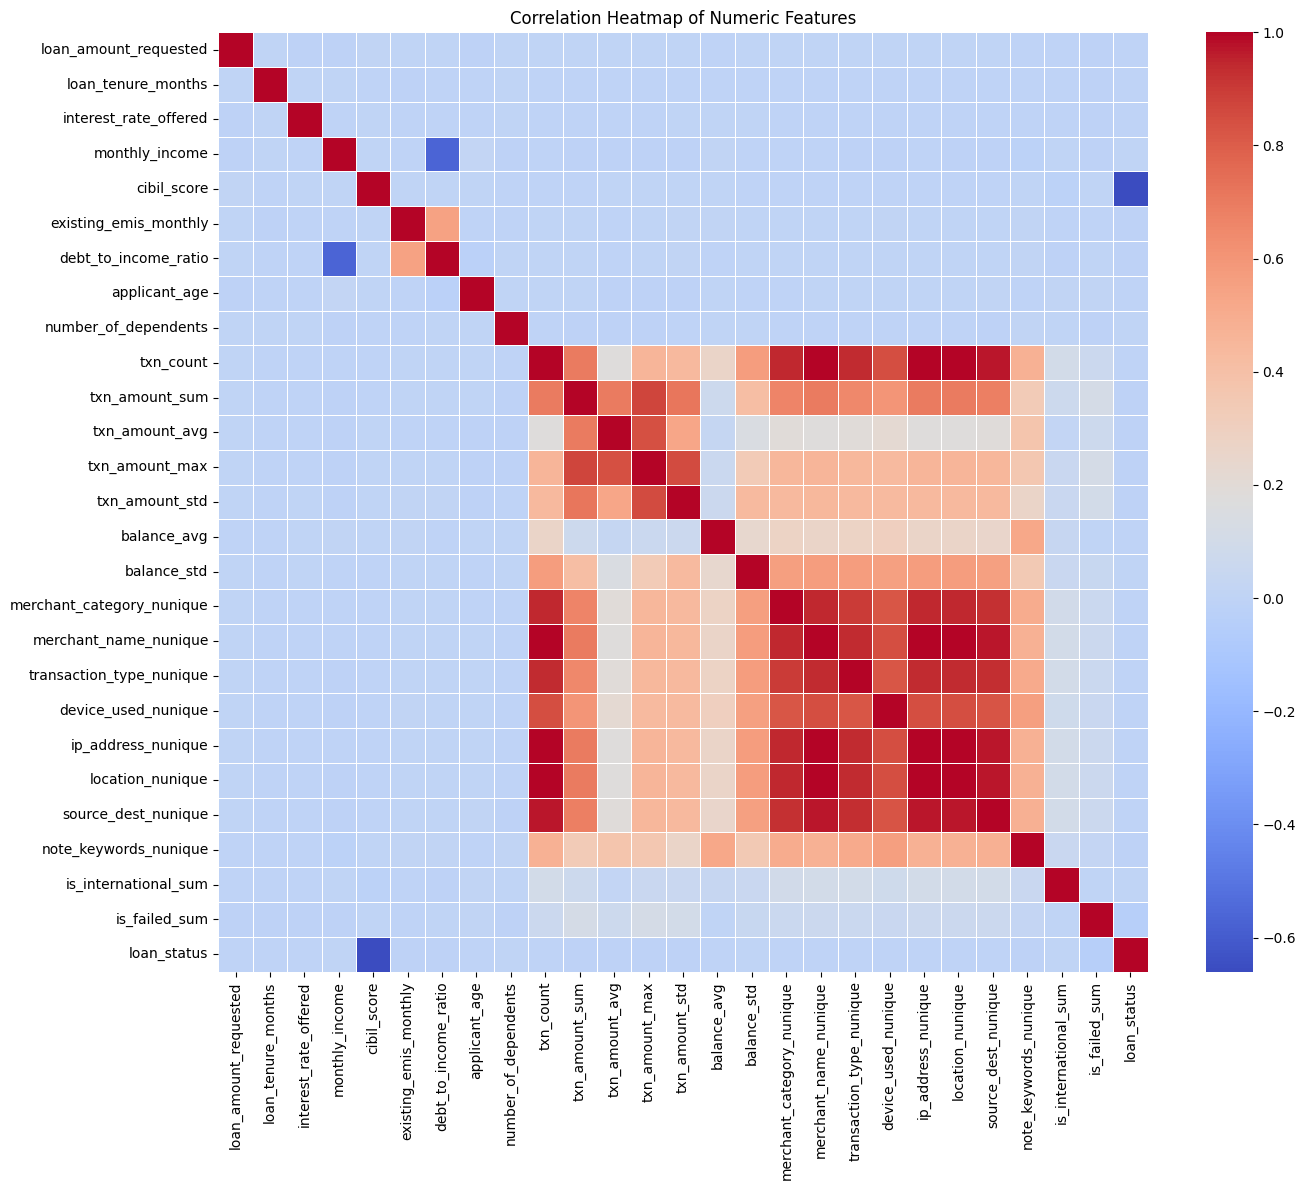 Correlation Heatmap of Numeric Features
loan_amount_requested
loan_tenure_months
interest_rate_offered
monthly_income
cibil_score
existing_emis_monthly
debt_to_income_ratio
applicant_age
number_of_dependents
txn_count
txn_amount_sum
txn_amount_avg
txn_amount_max
txn_amount_std
balance_avg
balance_std
merchant_category_nunique
merchant_name_nunique
transaction_type_nunique
device_used_nunique
ip_address_nunique
location_nunique
source_dest_nunique
note_keywords_nunique
is_international_sum
is_failed_sum
loan_status
loan_amount_requested
loan_tenure_months
interest_rate_offered
monthly_income
cibil_score
existing_emis_monthly
debt_to_income_ratio
applicant_age
number_of_dependents
txn_count
txn_amount_sum
txn_amount_avg
txn_amount_max
txn_amount_std
balance_avg
balance_std
merchant_category_nunique
merchant_name_nunique
transaction_type_nunique
device_used_nunique
ip_address_nunique
location_nunique
source_dest_nunique
note_keywords_nunique
is_international_sum
is_failed_sum
loan_status
1.0
0.8
0.6
0.4
0.2
0.0
−0.2
−0.4
−0.6